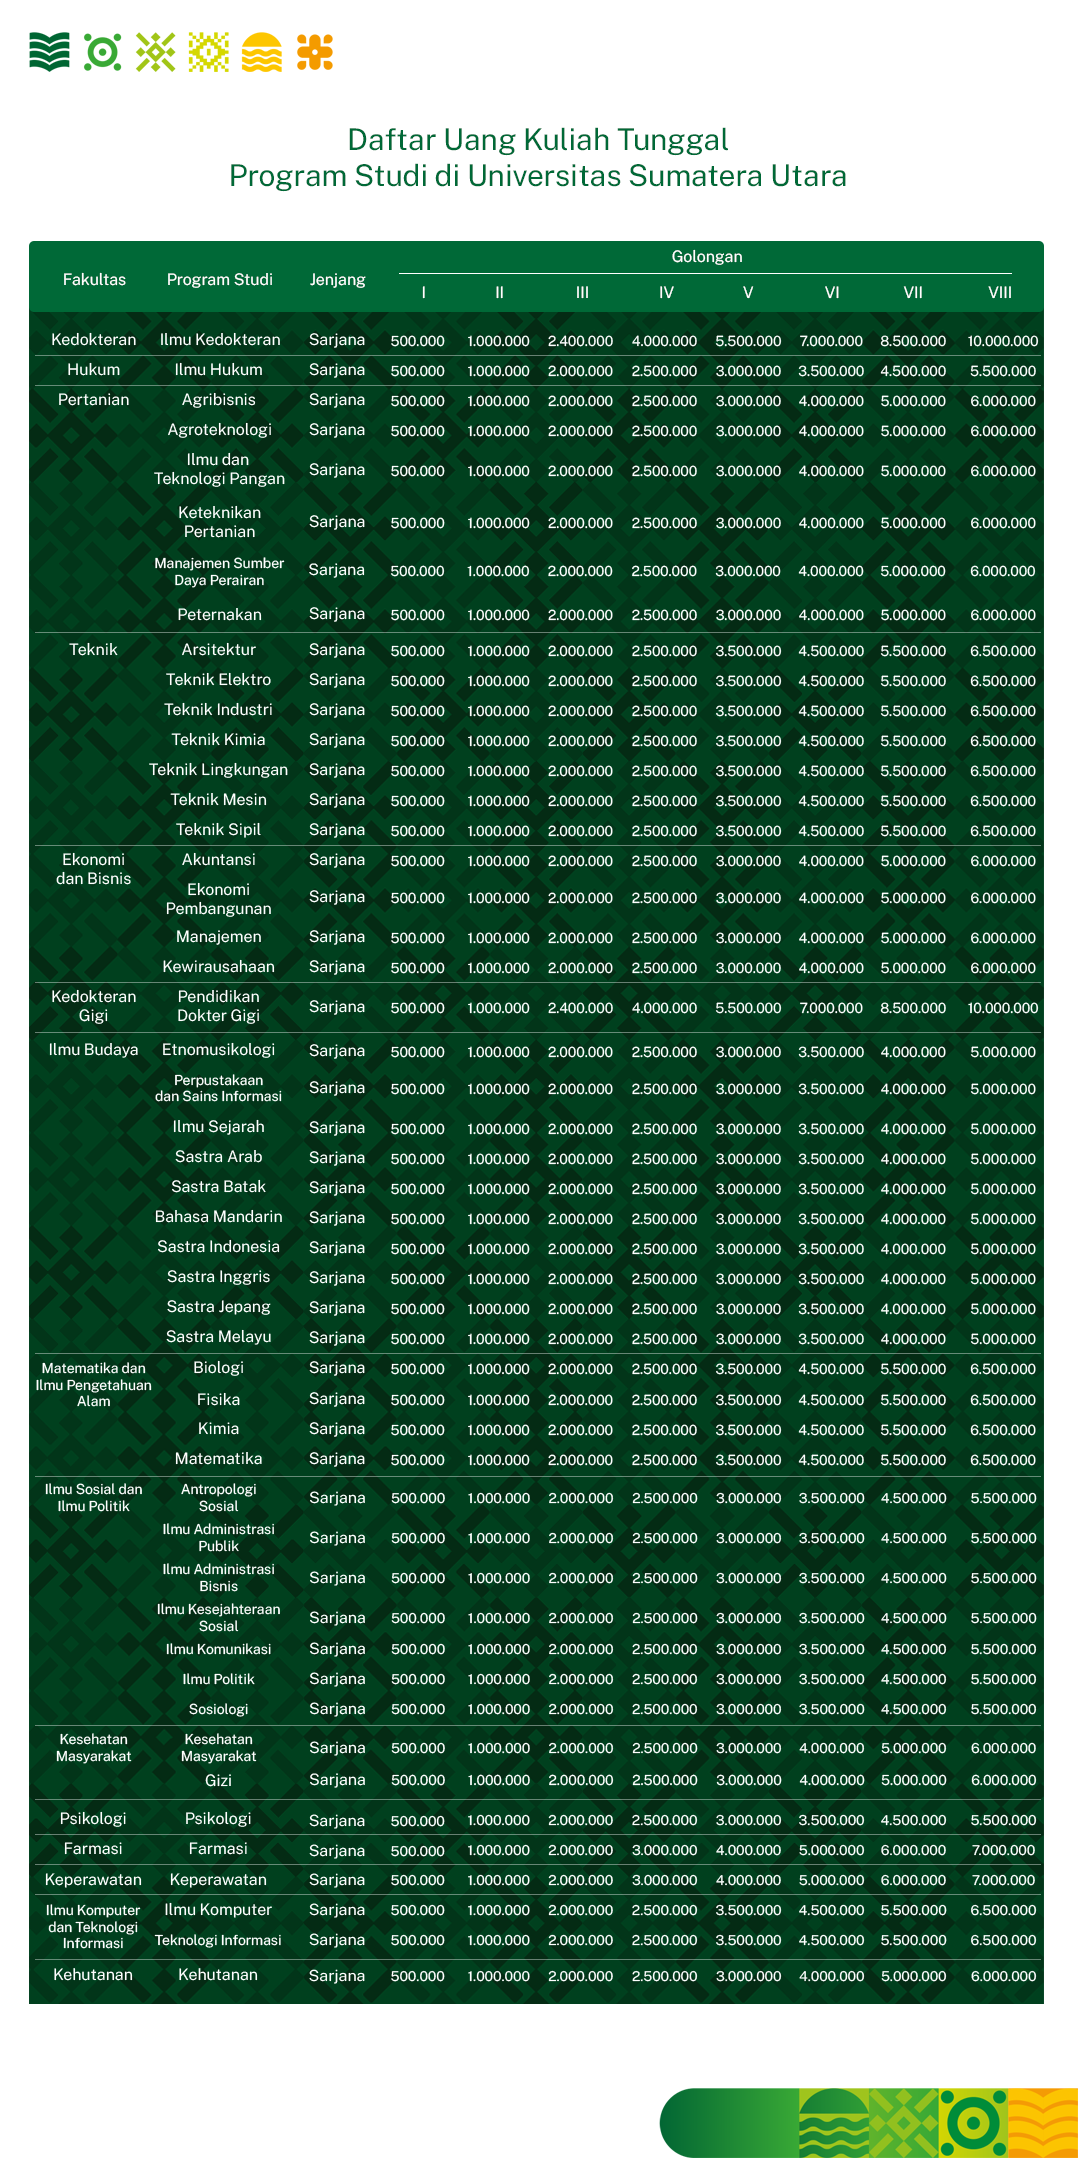 Daftar Uang Kuliah Tunggal
Program Studi di Universitas Sumatera Utara
Fakultas Program Studi Jenjang Golongan
I II III IV V VI VII VIII
Kedokteran Ilmu Kedokteran Sarjana 500.000 1.000.000 2.400.000 4.000.000 5.500.000 7.000.000 8.500.000 10.000.000
Hukum Ilmu Hukum Sarjana 500.000 1.000.000 2.000.000 2.500.000 3.000.000 3.500.000 4.500.000 5.500.000
Pertanian Agribisnis Sarjana 500.000 1.000.000 2.000.000 2.500.000 3.000.000 4.000.000 5.000.000 6.000.000
Agroteknologi Sarjana 500.000 1.000.000 2.000.000 2.500.000 3.000.000 4.000.000 5.000.000 6.000.000
Ilmu dan
Teknologi Pangan Sarjana 500.000 1.000.000 2.000.000 2.500.000 3.000.000 4.000.000 5.000.000 6.000.000
Keteknikan
Pertanian Sarjana 500.000 1.000.000 2.000.000 2.500.000 3.000.000 4.000.000 5.000.000 6.000.000
Manajemen Sumber
Daya Perairan Sarjana 500.000 1.000.000 2.000.000 2.500.000 3.000.000 4.000.000 5.000.000 6.000.000
Peternakan Sarjana 500.000 1.000.000 2.000.000 2.500.000 3.000.000 4.000.000 5.000.000 6.000.000
Teknik Arsitektur Sarjana 500.000 1.000.000 2.000.000 2.500.000 3.500.000 4.500.000 5.500.000 6.500.000
Teknik Elektro Sarjana 500.000 1.000.000 2.000.000 2.500.000 3.500.000 4.500.000 5.500.000 6.500.000
Teknik Industri Sarjana 500.000 1.000.000 2.000.000 2.500.000 3.500.000 4.500.000 5.500.000 6.500.000
Teknik Kimia Sarjana 500.000 1.000.000 2.000.000 2.500.000 3.500.000 4.500.000 5.500.000 6.500.000
Teknik Lingkungan Sarjana 500.000 1.000.000 2.000.000 2.500.000 3.500.000 4.500.000 5.500.000 6.500.000
Teknik Mesin Sarjana 500.000 1.000.000 2.000.000 2.500.000 3.500.000 4.500.000 5.500.000 6.500.000
Teknik Sipil Sarjana 500.000 1.000.000 2.000.000 2.500.000 3.500.000 4.500.000 5.500.000 6.500.000
Ekonomi
dan Bisnis Akuntansi Sarjana 500.000 1.000.000 2.000.000 2.500.000 3.000.000 4.000.000 5.000.000 6.000.000
Ekonomi
Pembangunan Sarjana 500.000 1.000.000 2.000.000 2.500.000 3.000.000 4.000.000 5.000.000 6.000.000
Manajemen Sarjana 500.000 1.000.000 2.000.000 2.500.000 3.000.000 4.000.000 5.000.000 6.000.000
Kewirausahaan Sarjana 500.000 1.000.000 2.000.000 2.500.000 3.000.000 4.000.000 5.000.000 6.000.000
Kedokteran
Gigi
Pendidikan
Dokter Gigi Sarjana 500.000 1.000.000 2.400.000 4.000.000 5.500.000 7.000.000 8.500.000 10.000.000
Ilmu Budaya Etnomusikologi Sarjana 500.000 1.000.000 2.000.000 2.500.000 3.000.000 3.500.000 4.000.000 5.000.000
Perpustakaan
dan Sains Informasi Sarjana 500.000 1.000.000 2.000.000 2.500.000 3.000.000 3.500.000 4.000.000 5.000.000
Ilmu Sejarah Sarjana 500.000 1.000.000 2.000.000 2.500.000 3.000.000 3.500.000 4.000.000 5.000.000
Sastra Arab Sarjana 500.000 1.000.000 2.000.000 2.500.000 3.000.000 3.500.000 4.000.000 5.000.000
Sastra Batak Sarjana 500.000 1.000.000 2.000.000 2.500.000 3.000.000 3.500.000 4.000.000 5.000.000
Bahasa Mandarin Sarjana 500.000 1.000.000 2.000.000 2.500.000 3.000.000 3.500.000 4.000.000 5.000.000
Sastra Indonesia Sarjana 500.000 1.000.000 2.000.000 2.500.000 3.000.000 3.500.000 4.000.000 5.000.000
Sastra Inggris Sarjana 500.000 1.000.000 2.000.000 2.500.000 3.000.000 3.500.000 4.000.000 5.000.000
Sastra Jepang Sarjana 500.000 1.000.000 2.000.000 2.500.000 3.000.000 3.500.000 4.000.000 5.000.000
Sastra Melayu Sarjana 500.000 1.000.000 2.000.000 2.500.000 3.000.000 3.500.000 4.000.000 5.000.000
Matematika dan
Ilmu Pengetahuan
Alam
Biologi Sarjana 500.000 1.000.000 2.000.000 2.500.000 3.500.000 4.500.000 5.500.000 6.500.000
Fisika Sarjana 500.000 1.000.000 2.000.000 2.500.000 3.500.000 4.500.000 5.500.000 6.500.000
Kimia Sarjana 500.000 1.000.000 2.000.000 2.500.000 3.500.000 4.500.000 5.500.000 6.500.000
Matematika Sarjana 500.000 1.000.000 2.000.000 2.500.000 3.500.000 4.500.000 5.500.000 6.500.000
Ilmu Sosial dan
Ilmu Politik
Antropologi
Sosial Sarjana 500.000 1.000.000 2.000.000 2.500.000 3.000.000 3.500.000 4.500.000 5.500.000
Ilmu Administrasi
Publik Sarjana 500.000 1.000.000 2.000.000 2.500.000 3.000.000 3.500.000 4.500.000 5.500.000
Ilmu Administrasi
Bisnis Sarjana 500.000 1.000.000 2.000.000 2.500.000 3.000.000 3.500.000 4.500.000 5.500.000
Ilmu Kesejahteraan
Sosial Sarjana 500.000 1.000.000 2.000.000 2.500.000 3.000.000 3.500.000 4.500.000 5.500.000
Ilmu Komunikasi Sarjana 500.000 1.000.000 2.000.000 2.500.000 3.000.000 3.500.000 4.500.000 5.500.000
Ilmu Politik Sarjana 500.000 1.000.000 2.000.000 2.500.000 3.000.000 3.500.000 4.500.000 5.500.000
Sosiologi Sarjana 500.000 1.000.000 2.000.000 2.500.000 3.000.000 3.500.000 4.500.000 5.500.000
Kesehatan
Masyarakat
Kesehatan
Masyarakat Sarjana 500.000 1.000.000 2.000.000 2.500.000 3.000.000 4.000.000 5.000.000 6.000.000
Gizi Sarjana 500.000 1.000.000 2.000.000 2.500.000 3.000.000 4.000.000 5.000.000 6.000.000
Psikologi Psikologi Sarjana 500.000 1.000.000 2.000.000 2.500.000 3.000.000 3.500.000 4.500.000 5.500.000
Farmasi Farmasi Sarjana 500.000 1.000.000 2.000.000 3.000.000 4.000.000 5.000.000 6.000.000 7.000.000
Keperawatan Keperawatan Sarjana 500.000 1.000.000 2.000.000 3.000.000 4.000.000 5.000.000 6.000.000 7.000.000
Ilmu Komputer
dan Teknologi
Informasi
Ilmu Komputer Sarjana 500.000 1.000.000 2.000.000 2.500.000 3.500.000 4.500.000 5.500.000 6.500.000
Teknologi Informasi Sarjana 500.000 1.000.000 2.000.000 2.500.000 3.500.000 4.500.000 5.500.000 6.500.000
Kehutanan Kehutanan Sarjana 500.000 1.000.000 2.000.000 2.500.000 3.000.000 4.000.000 5.000.000 6.000.000